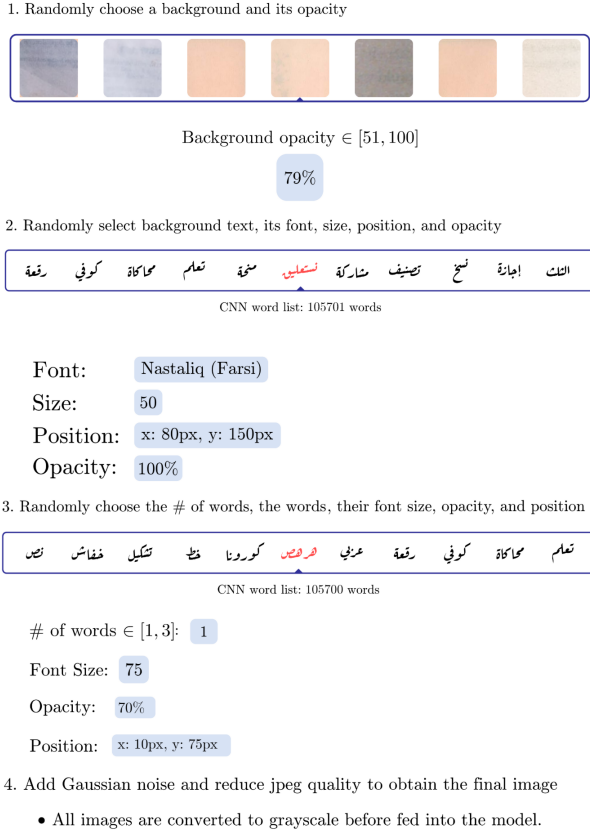 1. Randomly choose a background and its opacity
Background opacity ∈ [51, 100]
79%
2. Randomly select background text, its font, size, position, and opacity
الثلث إجازة نسخ تصنيف مشاركة نستعليق منحة تعلم محاكاة كوفي رقعة
CNN word list: 105701 words
Font: Nastaliq (Farsi)
Size: 50
Position: x: 80px, y: 150px
Opacity: 100%
3. Randomly choose the # of words, the words, their font size, opacity, and position
تعلم محاكاة كوفي رقعة عربي هرهص كورونا خط تشكيل خفاش نص
CNN word list: 105700 words
# of words ∈ [1, 3]: 1
Font Size: 75
Opacity: 70%
Position: x: 10px, y: 75px
4. Add Gaussian noise and reduce jpeg quality to obtain the final image
• All images are converted to grayscale before fed into the model.